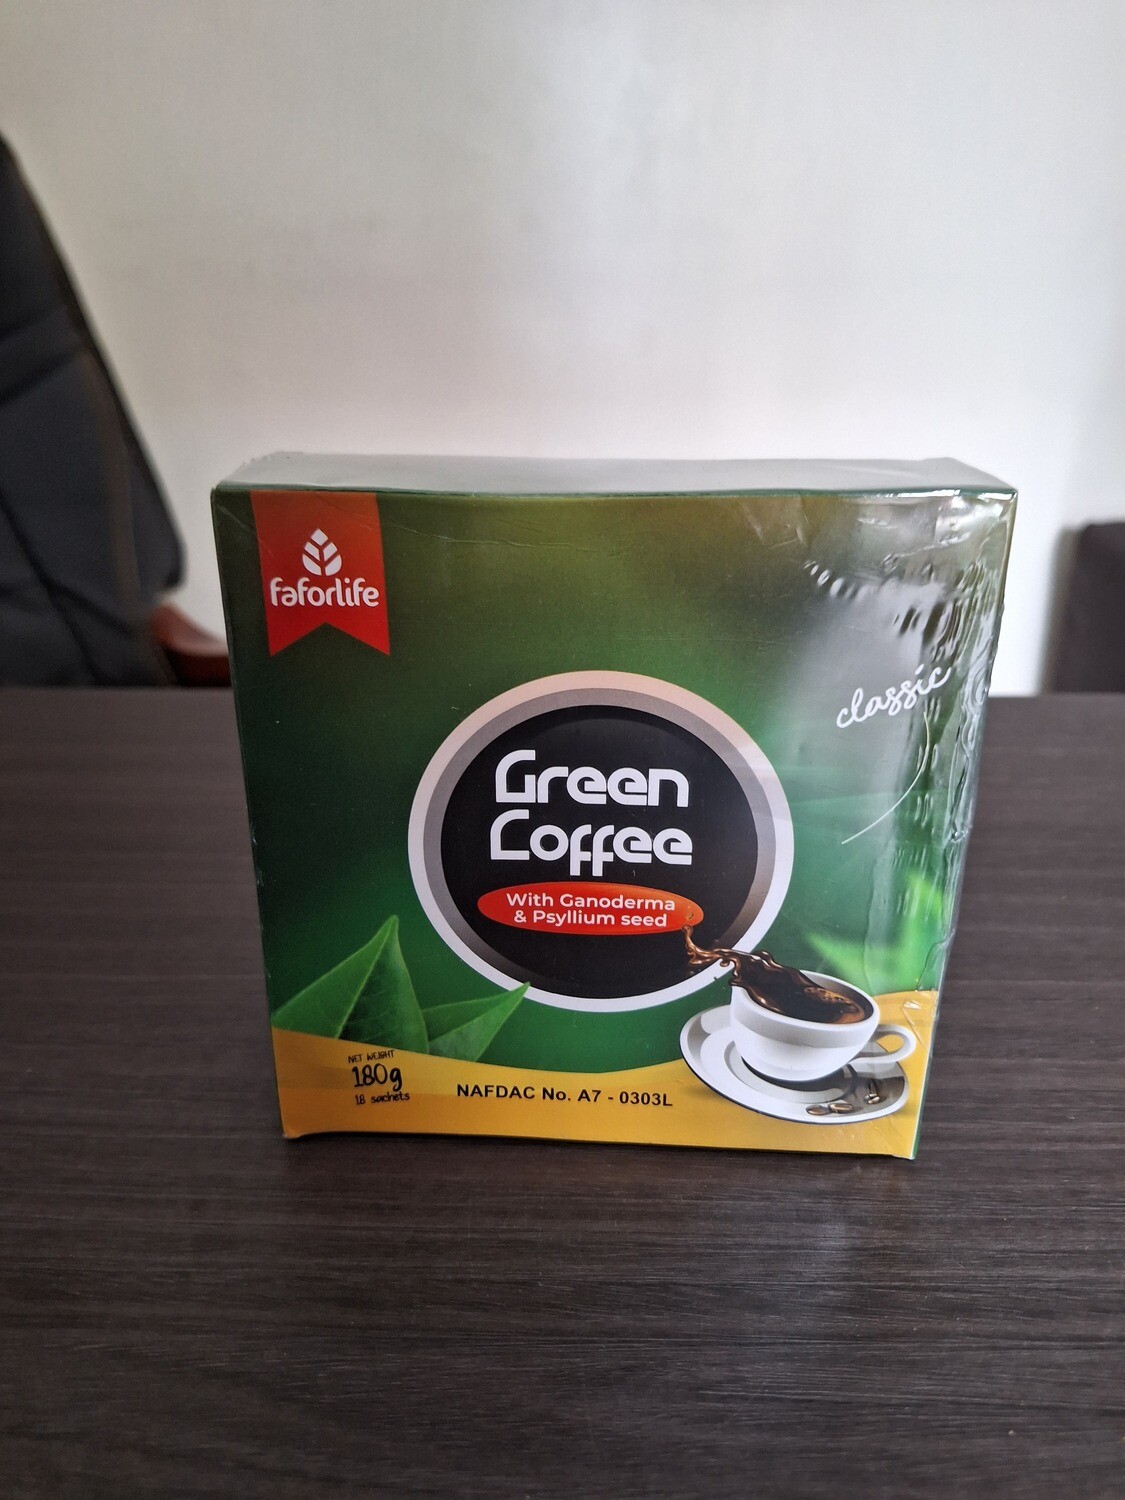 faforlife
classic
Green
Coffee
With Ganoderma
& Psyllium seed
NET WEIGHT
180g
18 sachets
NAFDAC No. A7 - 0303L